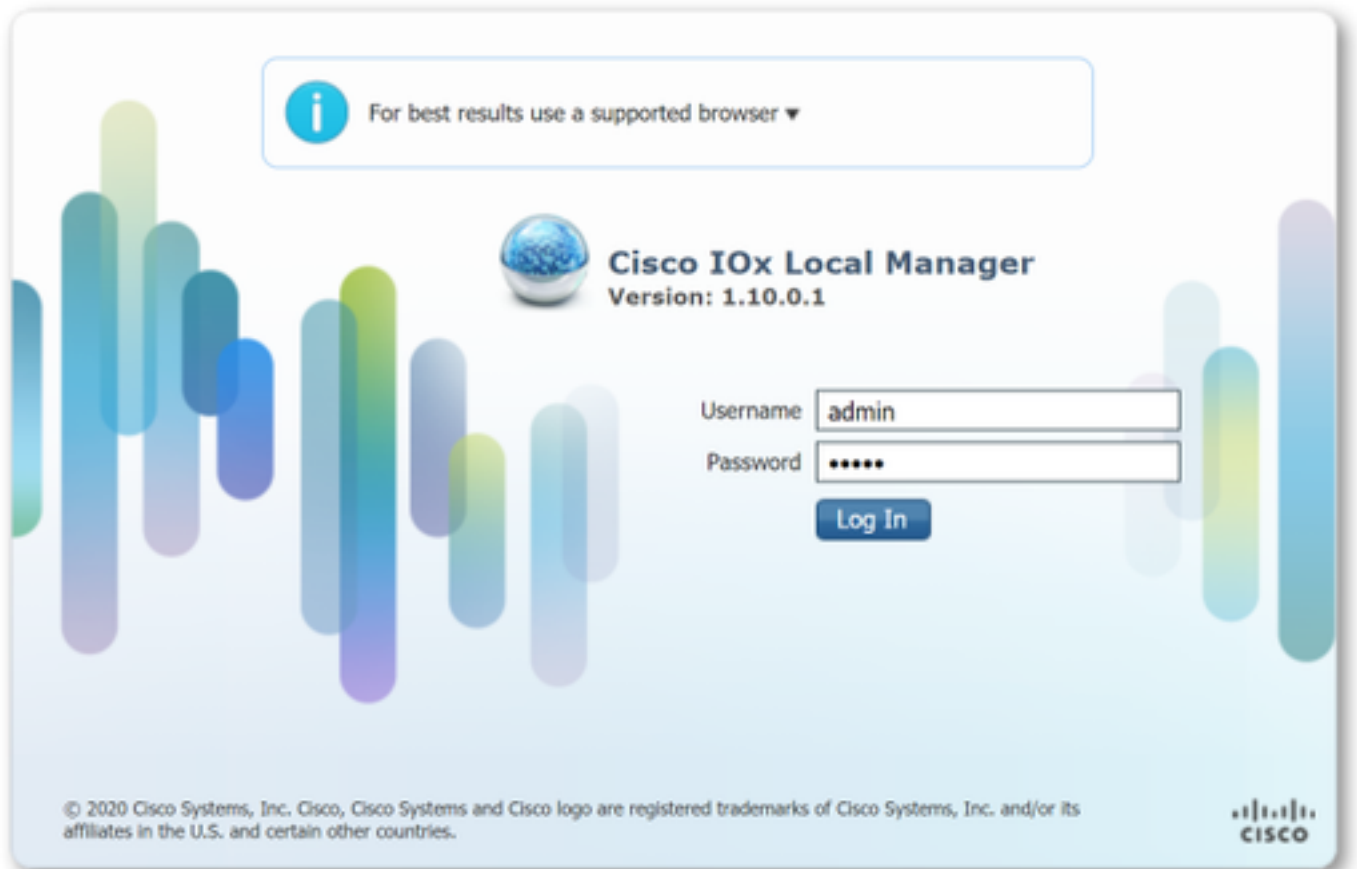 For best results use a supported browser ▼
Cisco IOx Local Manager
Version: 1.10.0.1
Username admin
Password •••••
Log In
© 2020 Cisco Systems, Inc. Cisco, Cisco Systems and Cisco logo are registered trademarks of Cisco Systems, Inc. and/or its
affiliates in the U.S. and certain other countries.
CISCO